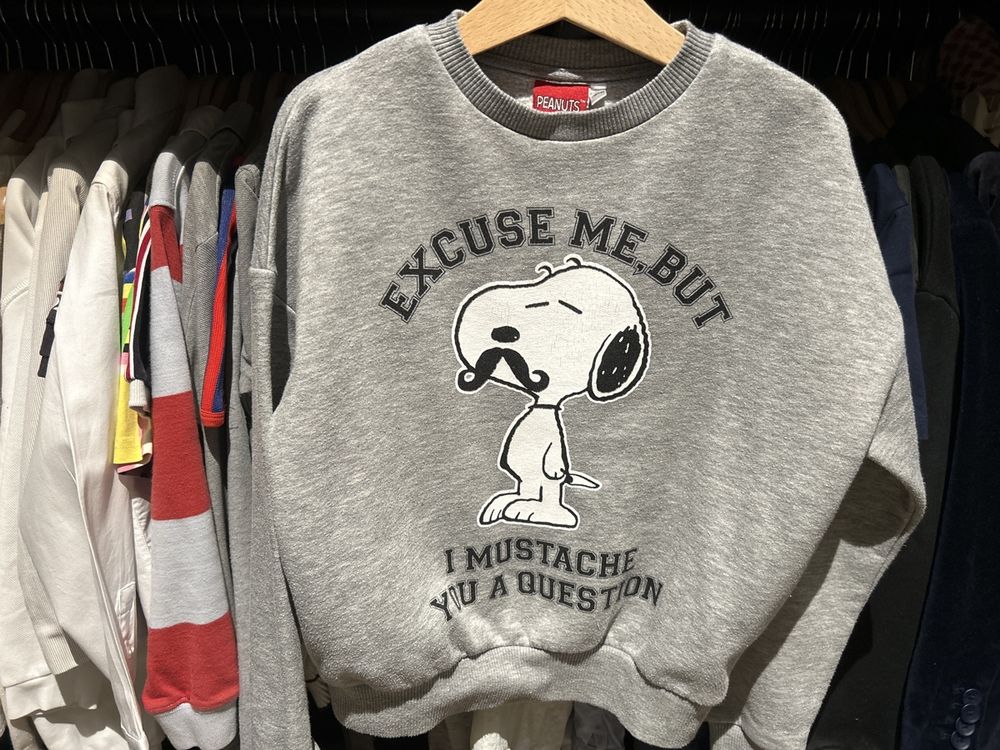 PEANUTS
EXCUSE ME, BUT
I MUSTACHE
YOU A QUESTION